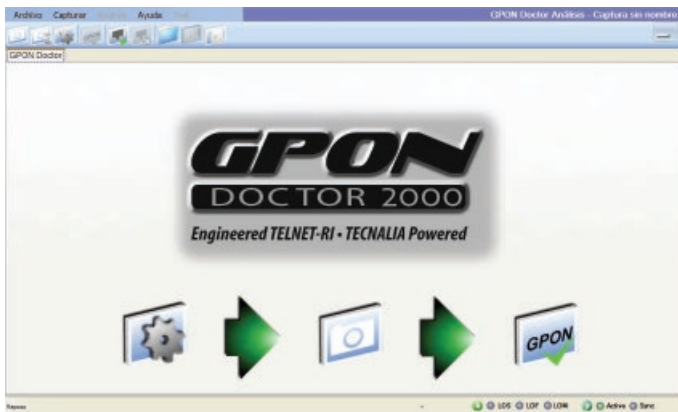 Archivo Capturar Ayuda
GPON Doctor Análisis - Captura sin nombre
GPON Doctor
GPON
DOCTOR 2000
Engineered TELNET-RI • TECNALIA Powered
GPON
LOS LOF LOM Active Sync